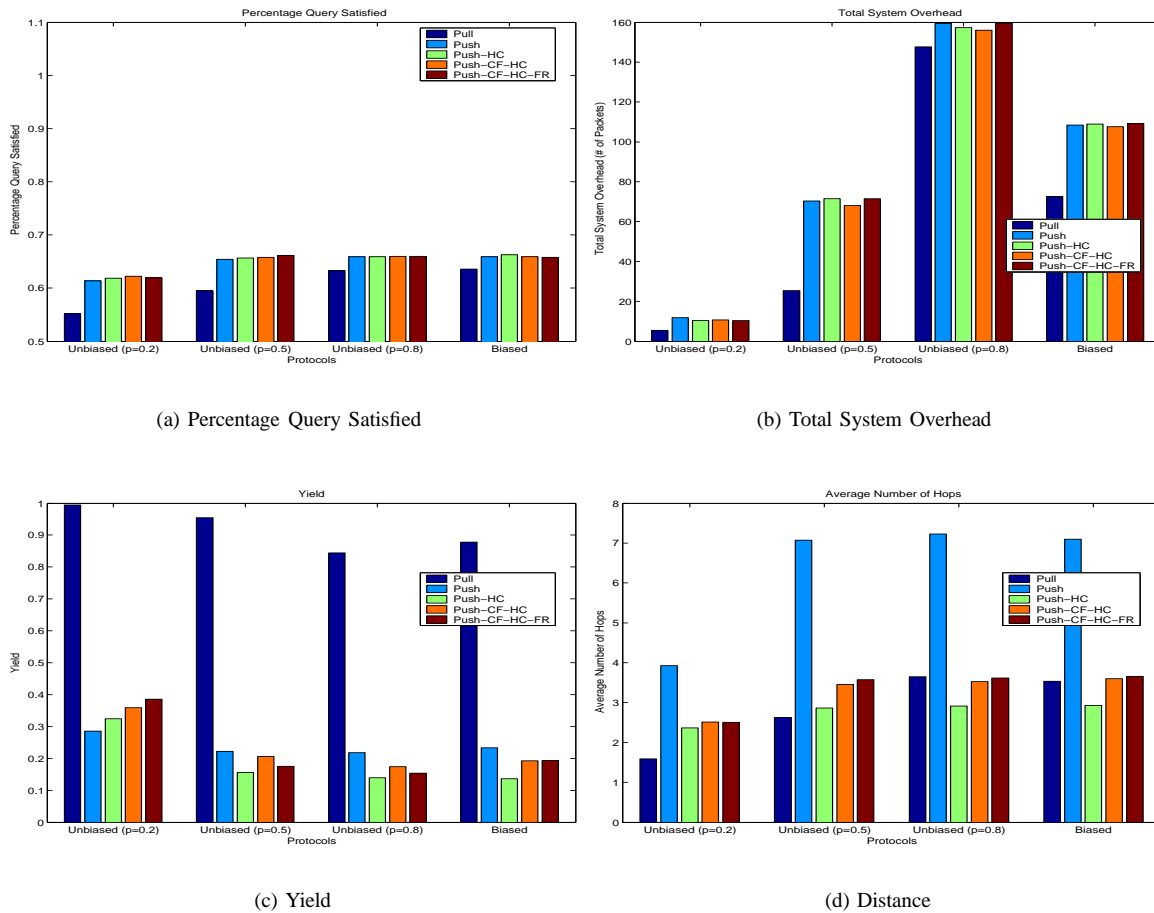 Percentage Query Satisfied
1.1
1
0.9
0.8
0.7
0.6
0.5
Percentage Query Satisfied
Pull
Push
Push-HC
Push-CF-HC
Push-CF-HC-FR
Unbiased (p=0.2) Unbiased (p=0.5) Unbiased (p=0.8) Biased
Protocols
(a) Percentage Query Satisfied
Total System Overhead
160
140
120
100
80
60
40
20
0
Total System Overhead (# of Packets)
Pull
Push
Push-HC
Push-CF-HC
Push-CF-HC-FR
Unbiased (p=0.2) Unbiased (p=0.5) Unbiased (p=0.8) Biased
Protocols
(b) Total System Overhead
Yield
1
0.9
0.8
0.7
0.6
0.5
0.4
0.3
0.2
0.1
0
Yield
Pull
Push
Push-HC
Push-CF-HC
Push-CF-HC-FR
Unbiased (p=0.2) Unbiased (p=0.5) Unbiased (p=0.8) Biased
Protocols
(c) Yield
Average Number of Hops
8
7
6
5
4
3
2
1
0
Average Number of Hops
Pull
Push
Push-HC
Push-CF-HC
Push-CF-HC-FR
Unbiased (p=0.2) Unbiased (p=0.5) Unbiased (p=0.8) Biased
Protocols
(d) Distance